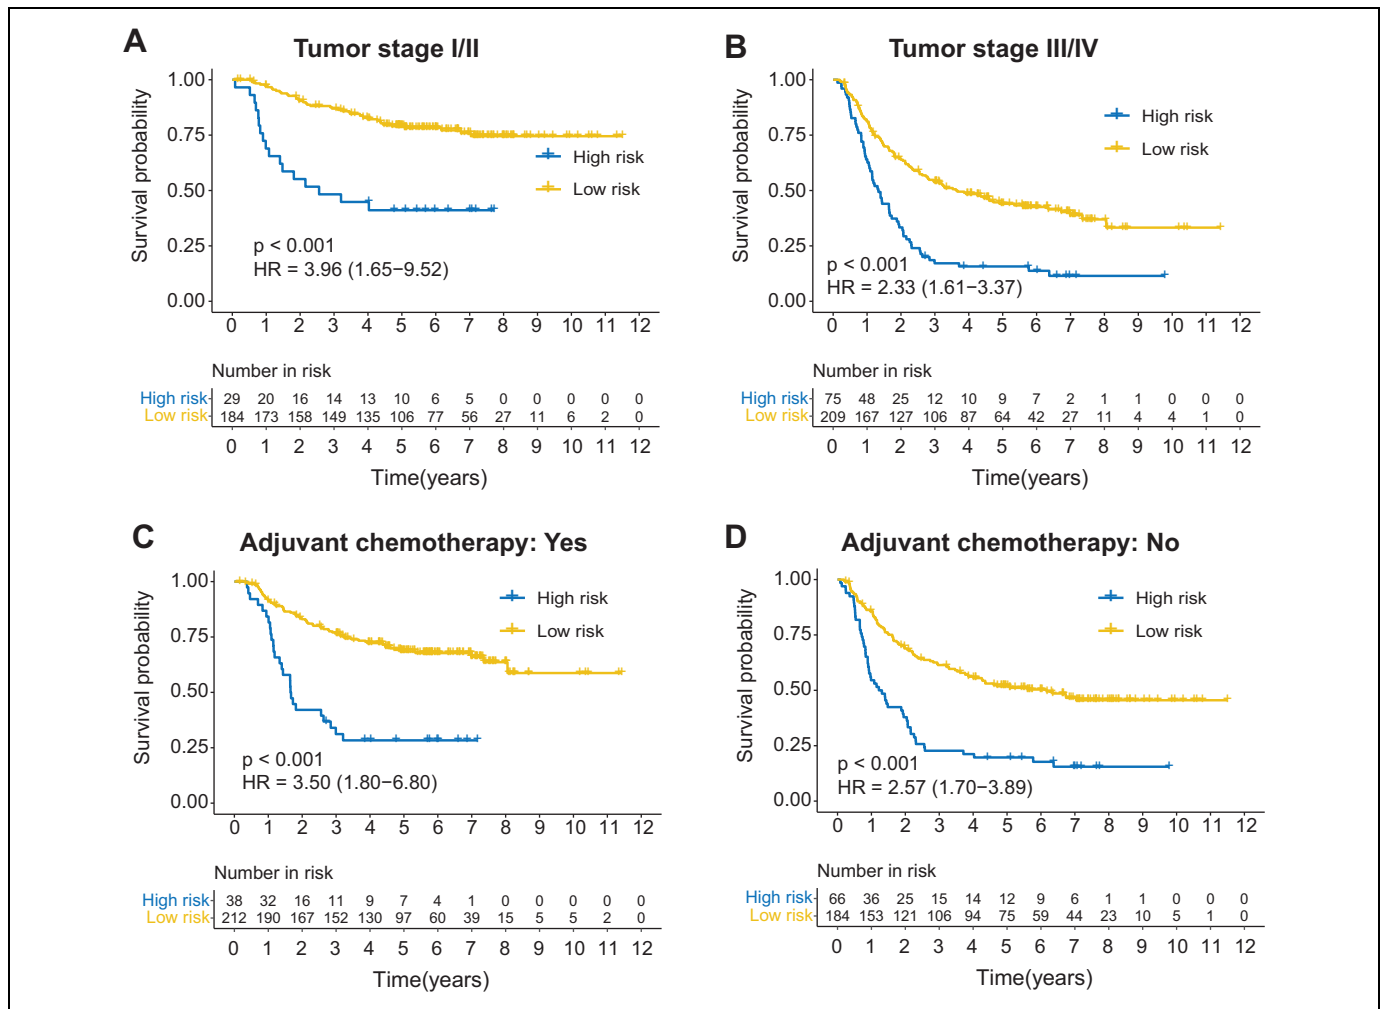 A
Tumor stage I/II
Survival probability
1.00
0.75
0.50
0.25
0.00
High risk
Low risk
p < 0.001
HR = 3.96 (1.65−9.52)
0 1 2 3 4 5 6 7 8 9 10 11 12
Number in risk
High risk 29 20 16 14 13 10 6 5 0 0 0 0 0
Low risk 184 173 158 149 135 106 77 56 27 11 6 2 0
0 1 2 3 4 5 6 7 8 9 10 11 12
Time(years)
B
Tumor stage III/IV
Survival probability
1.00
0.75
0.50
0.25
0.00
High risk
Low risk
p < 0.001
HR = 2.33 (1.61−3.37)
0 1 2 3 4 5 6 7 8 9 10 11 12
Number in risk
High risk 75 48 25 12 10 9 7 2 1 1 0 0 0
Low risk 209 167 127 106 87 64 42 27 11 4 4 1 0
0 1 2 3 4 5 6 7 8 9 10 11 12
Time(years)
C
Adjuvant chemotherapy: Yes
Survival probability
1.00
0.75
0.50
0.25
0.00
High risk
Low risk
p < 0.001
HR = 3.50 (1.80−6.80)
0 1 2 3 4 5 6 7 8 9 10 11 12
Number in risk
High risk 38 32 16 11 9 7 4 1 0 0 0 0 0
Low risk 212 190 167 152 130 97 60 39 15 5 5 2 0
0 1 2 3 4 5 6 7 8 9 10 11 12
Time(years)
D
Adjuvant chemotherapy: No
Survival probability
1.00
0.75
0.50
0.25
0.00
High risk
Low risk
p < 0.001
HR = 2.57 (1.70−3.89)
0 1 2 3 4 5 6 7 8 9 10 11 12
Number in risk
High risk 66 36 25 15 14 12 9 6 1 1 0 0 0
Low risk 184 153 121 106 94 75 59 44 23 10 5 1 0
0 1 2 3 4 5 6 7 8 9 10 11 12
Time(years)